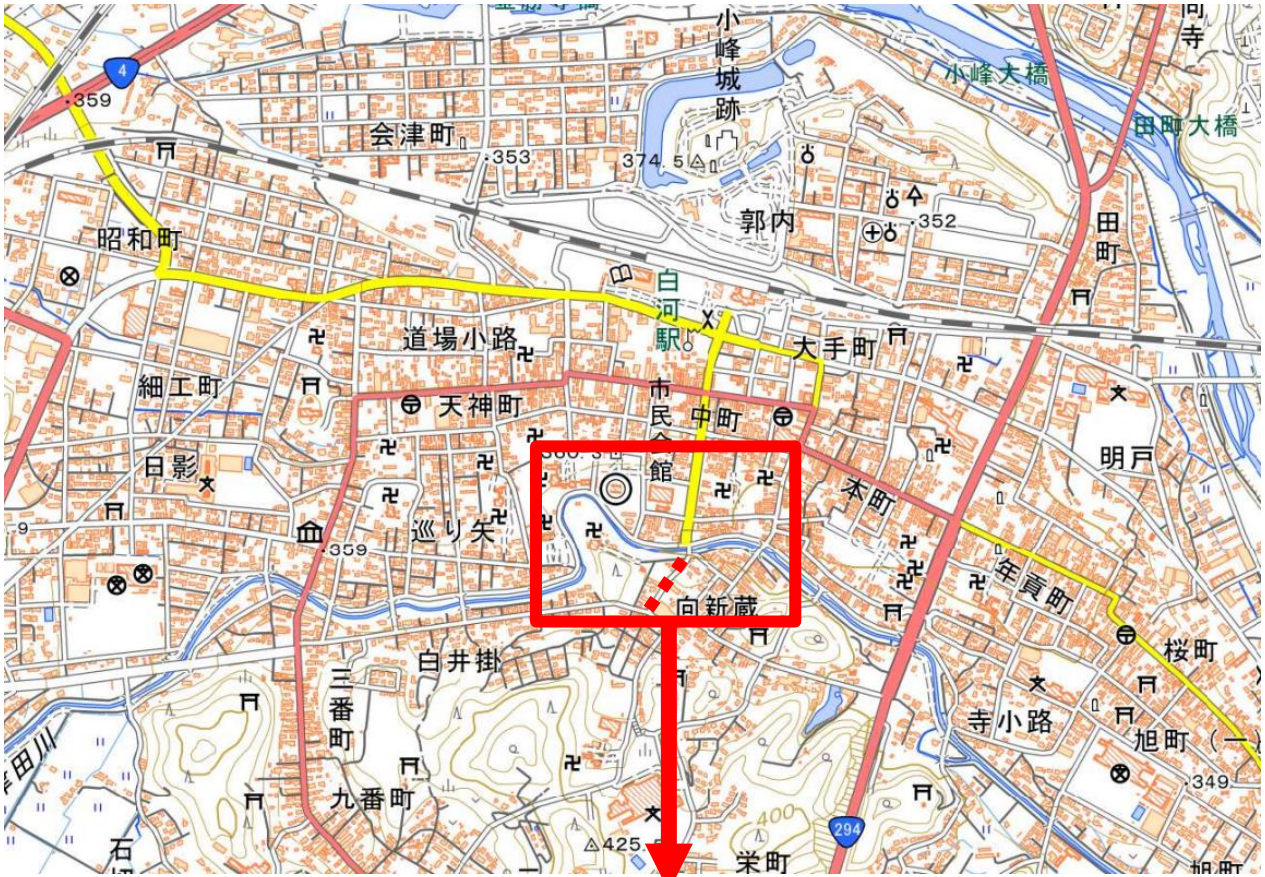 小峰城跡
向寺
4
小峰大橋
・359
田町大橋
会津町
・353
374.5
郭内
・352
田町
昭和町
白河駅
道場小路
大手町
細工町
天神町
市民会館
中町
明戸
日影
本町
巡り矢
・359
年貢町
向新蔵
桜町
白井掛
三番町
寺小路
旭町（一）
・349
九番町
400
294
425.
栄町
旭町